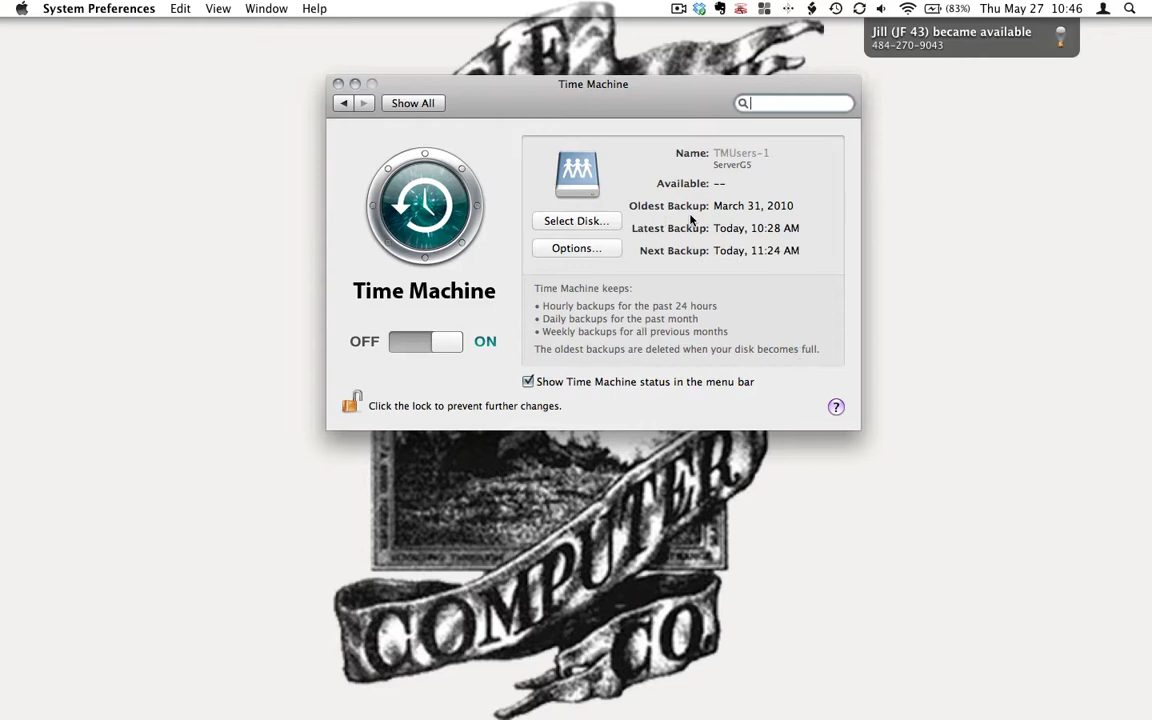 System Preferences Edit View Window Help (83%) Thu May 27 10:46
Jill (JF 43) became available
484-270-9043
Time Machine
Show All
Name: TMUsers-1
ServerG5
Available: --
Oldest Backup: March 31, 2010
Select Disk...
Latest Backup: Today, 10:28 AM
Options...
Next Backup: Today, 11:24 AM
Time Machine
Time Machine keeps:
• Hourly backups for the past 24 hours
• Daily backups for the past month
• Weekly backups for all previous months
OFF ON
The oldest backups are deleted when your disk becomes full.
Show Time Machine status in the menu bar
Click the lock to prevent further changes.
?
COMPUTER
CO.